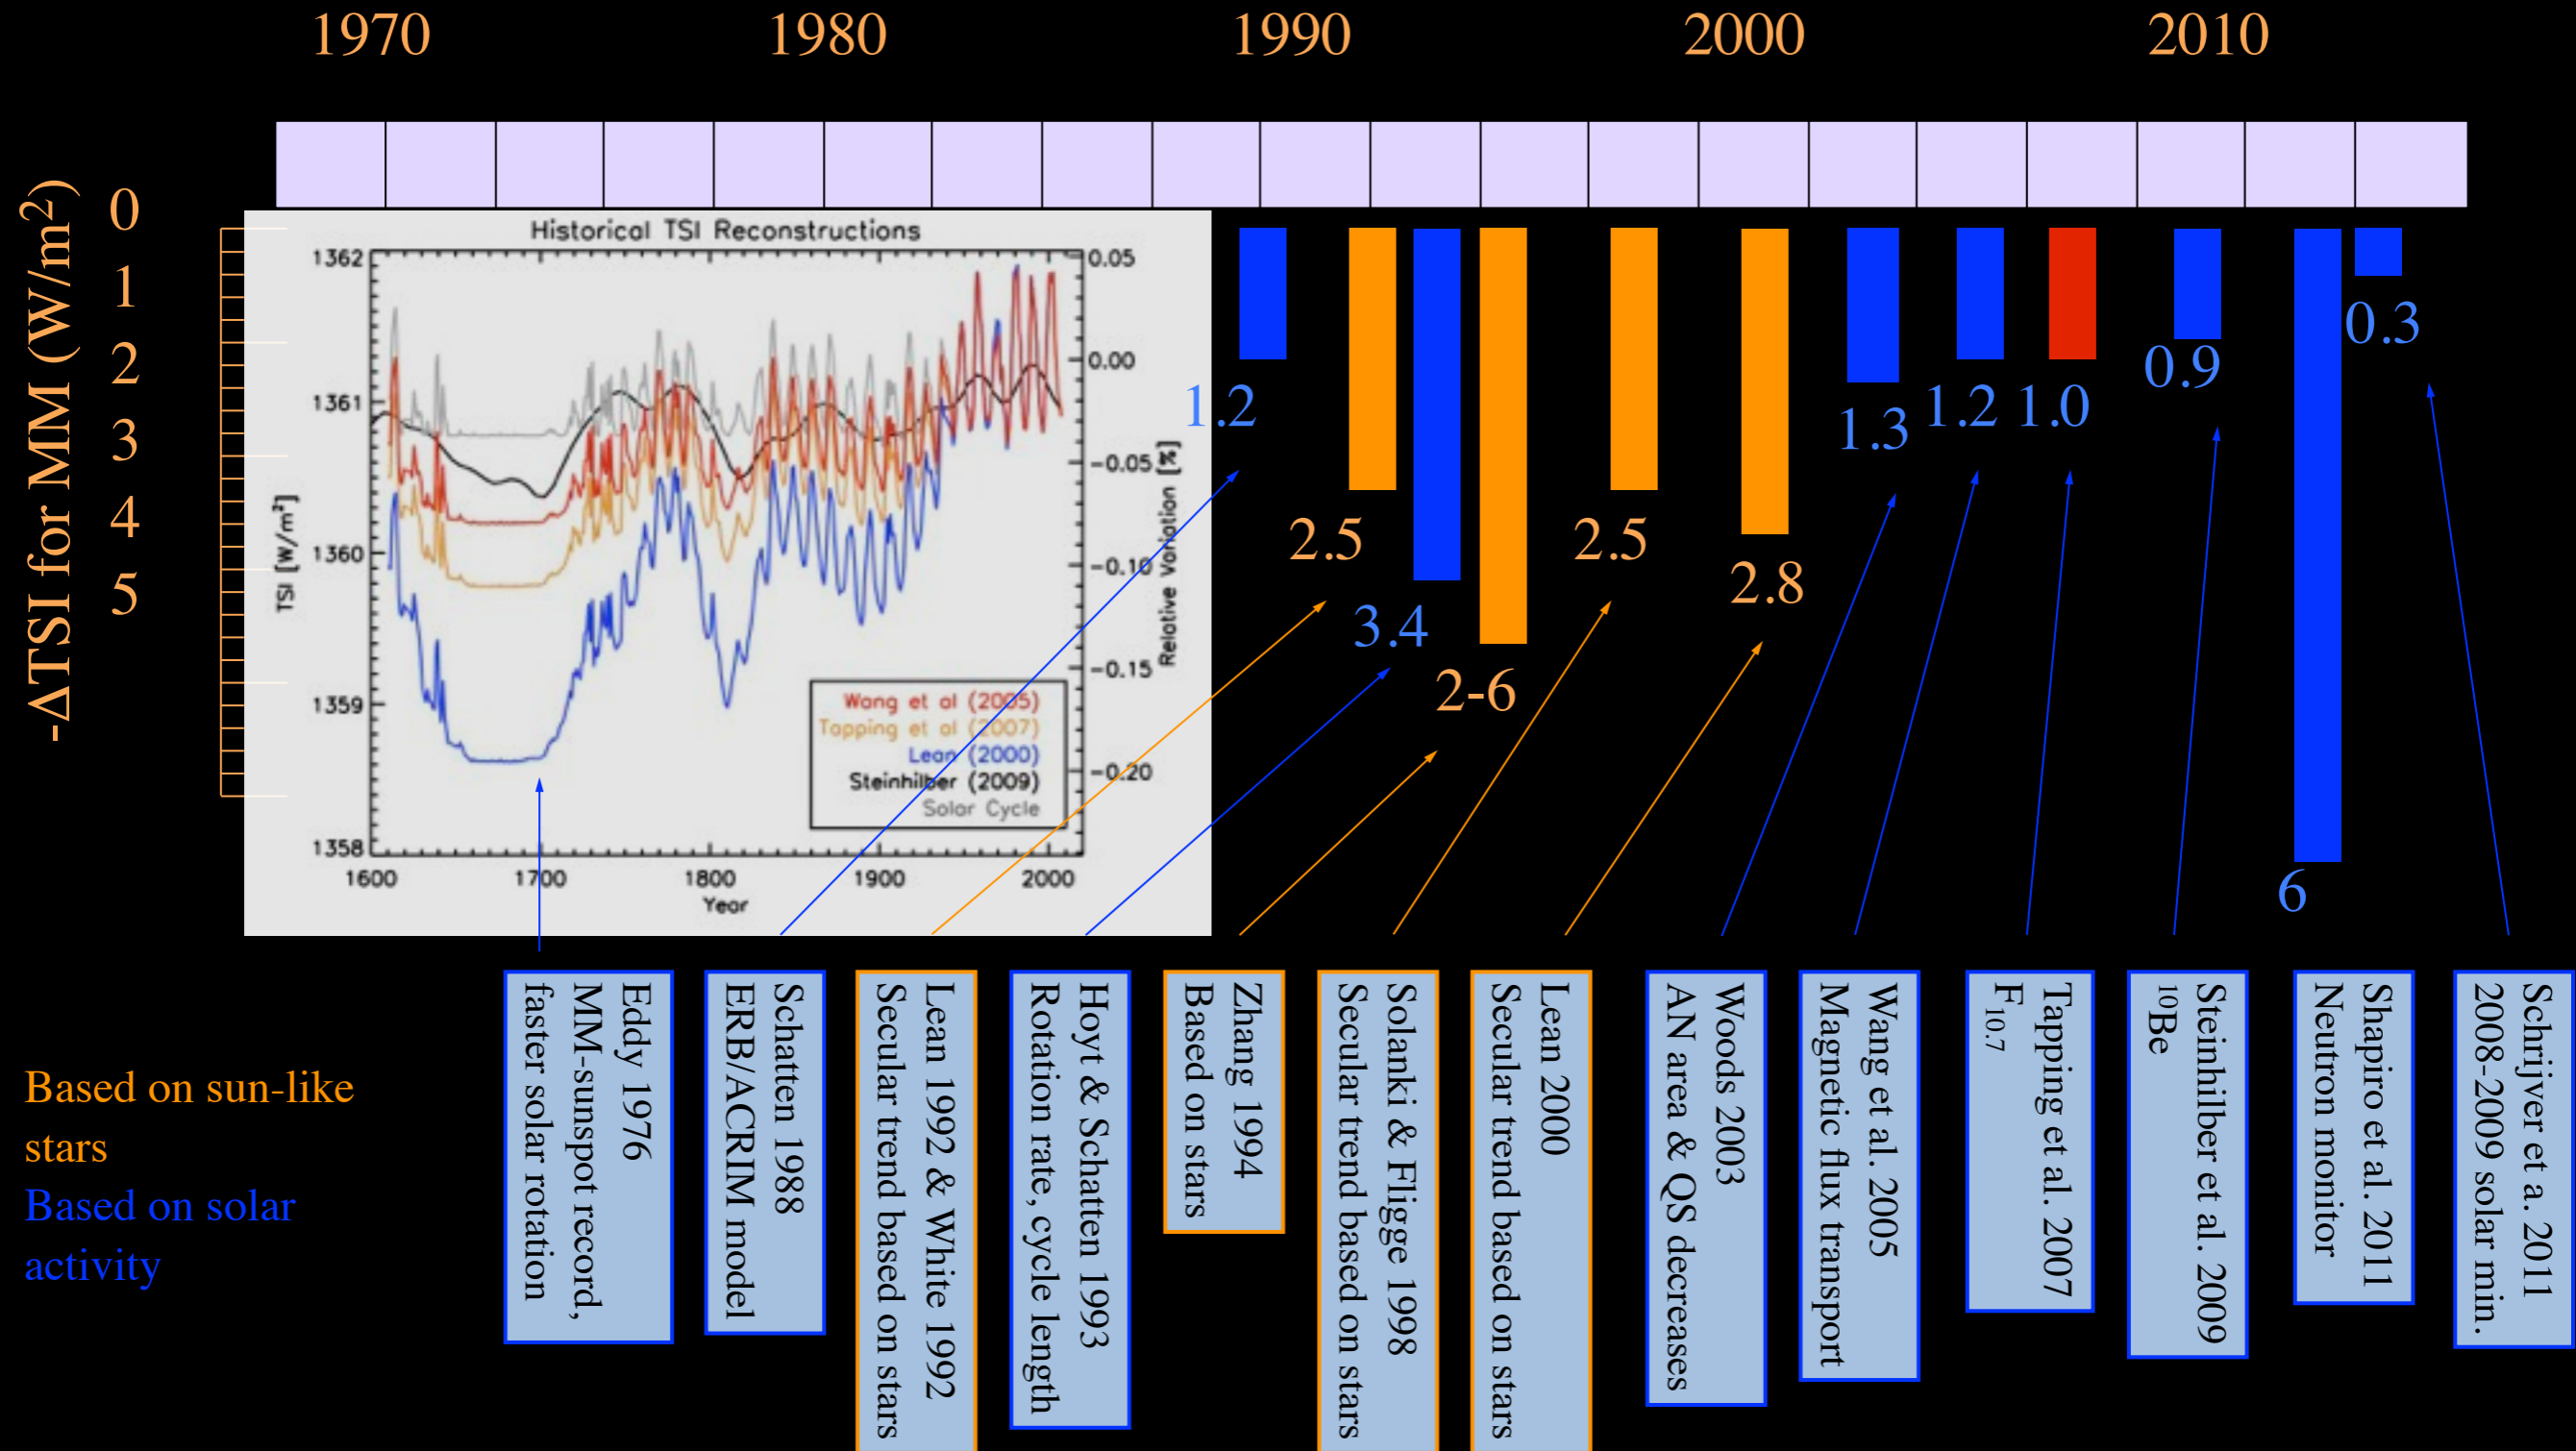 1970 1980 1990 2000 2010
-ΔTSI for MM (W/m²)
0
1
2
3
4
5
Historical TSI Reconstructions
1362
1361
1360
1359
1358
TSI [W/m²]
0.05
0.00
-0.05
-0.10
-0.15
-0.20
Relative Variation [%]
1600 1700 1800 1900 2000
Year
Wang et al (2005)
Tapping et al (2007)
Lean (2000)
Steinhilber (2009)
Solar Cycle
1.2
2.5
3.4
2-6
2.5
2.8
1.3
1.2
1.0
0.9
6
0.3
Based on sun-like
stars
Based on solar
activity
Eddy 1976
MM-sunspot record,
faster solar rotation
Schatten 1988
ERB/ACRIM model
Lean 1992 & White 1992
Secular trend based on stars
Hoyt & Schatten 1993
Rotation rate, cycle length
Zhang 1994
Based on stars
Solanki & Fligge 1998
Secular trend based on stars
Lean 2000
Secular trend based on stars
Woods 2003
AN area & QS decreases
Wang et al. 2005
Magnetic flux transport
Tapping et al. 2007
F10.7
Steinhilber et al. 2009
¹⁰Be
Shapiro et al. 2011
Neutron monitor
Schrijver et a. 2011
2008-2009 solar min.